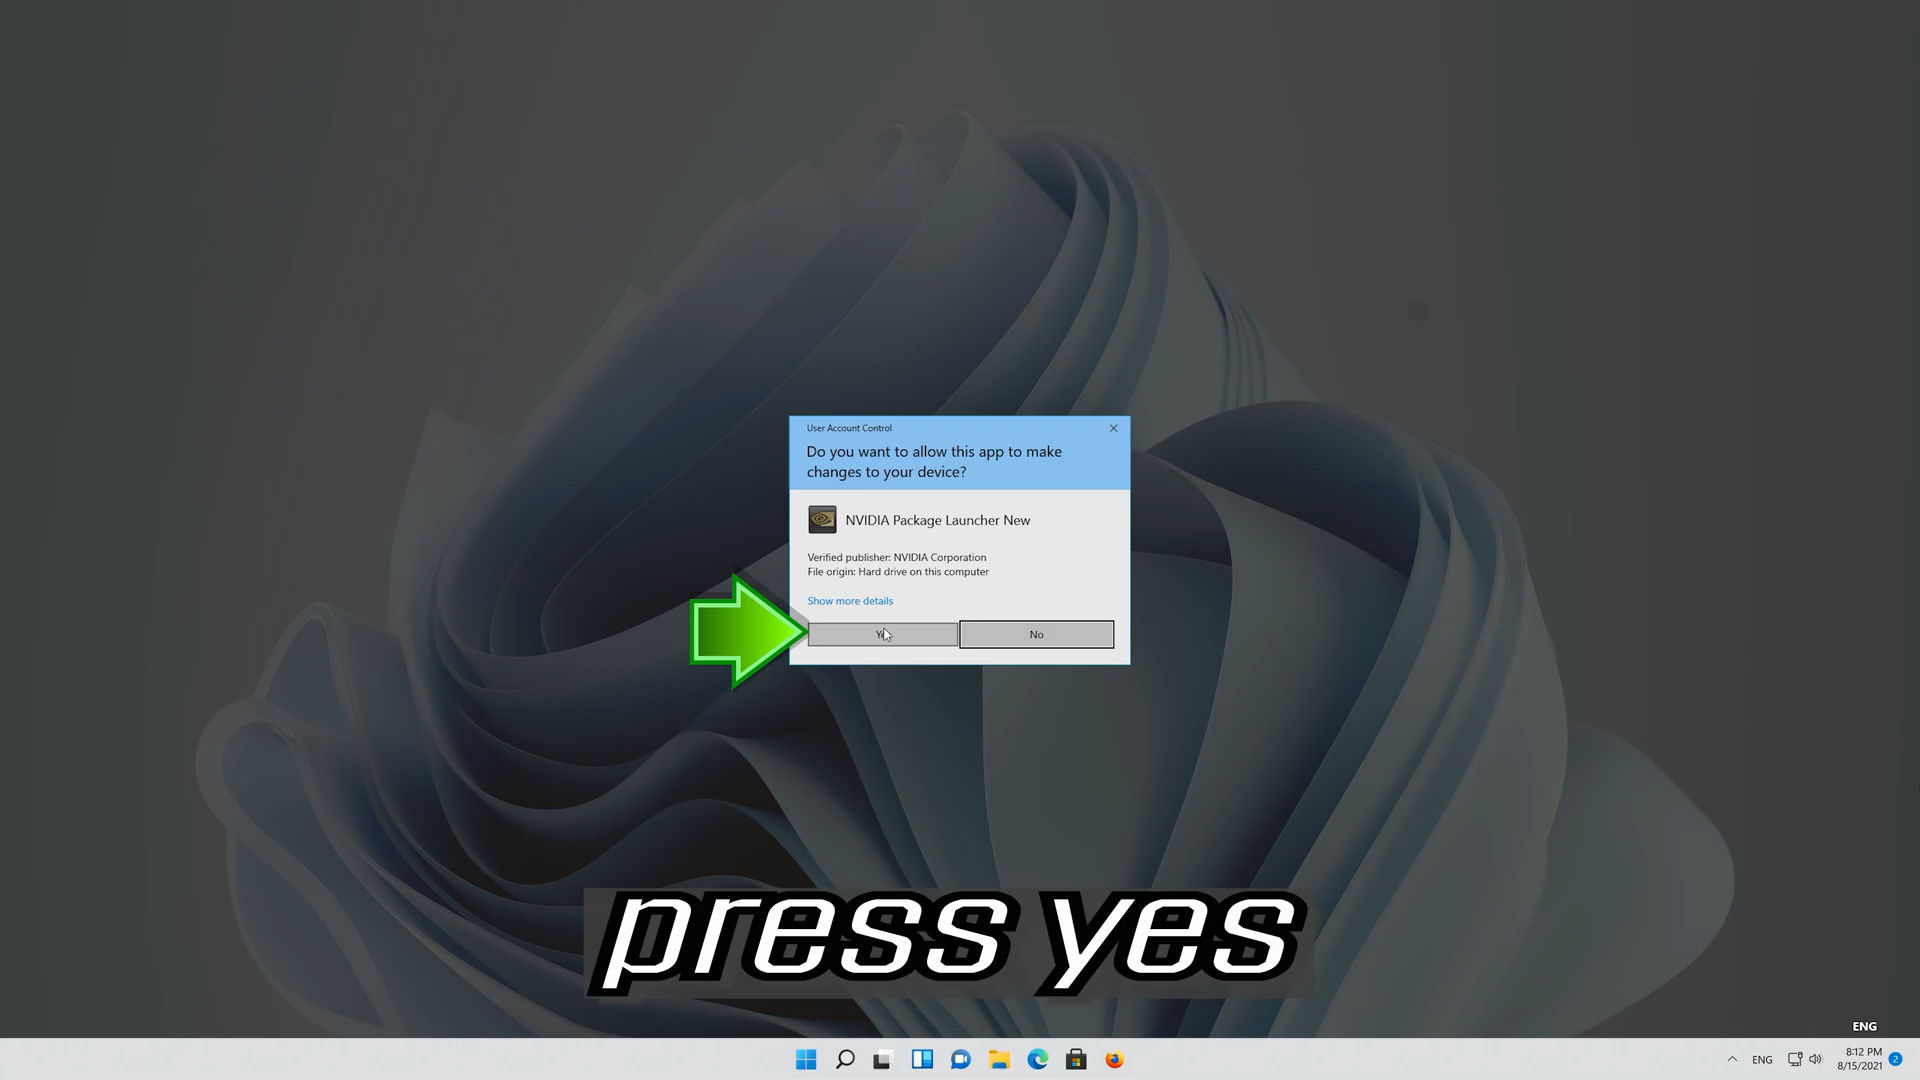 User Account Control
Do you want to allow this app to make
changes to your device?
NVIDIA Package Launcher New
Verified publisher: NVIDIA Corporation
File origin: Hard drive on this computer
Show more details
No
press yes
ENG
ENG
8:12 PM
8/15/2021
2